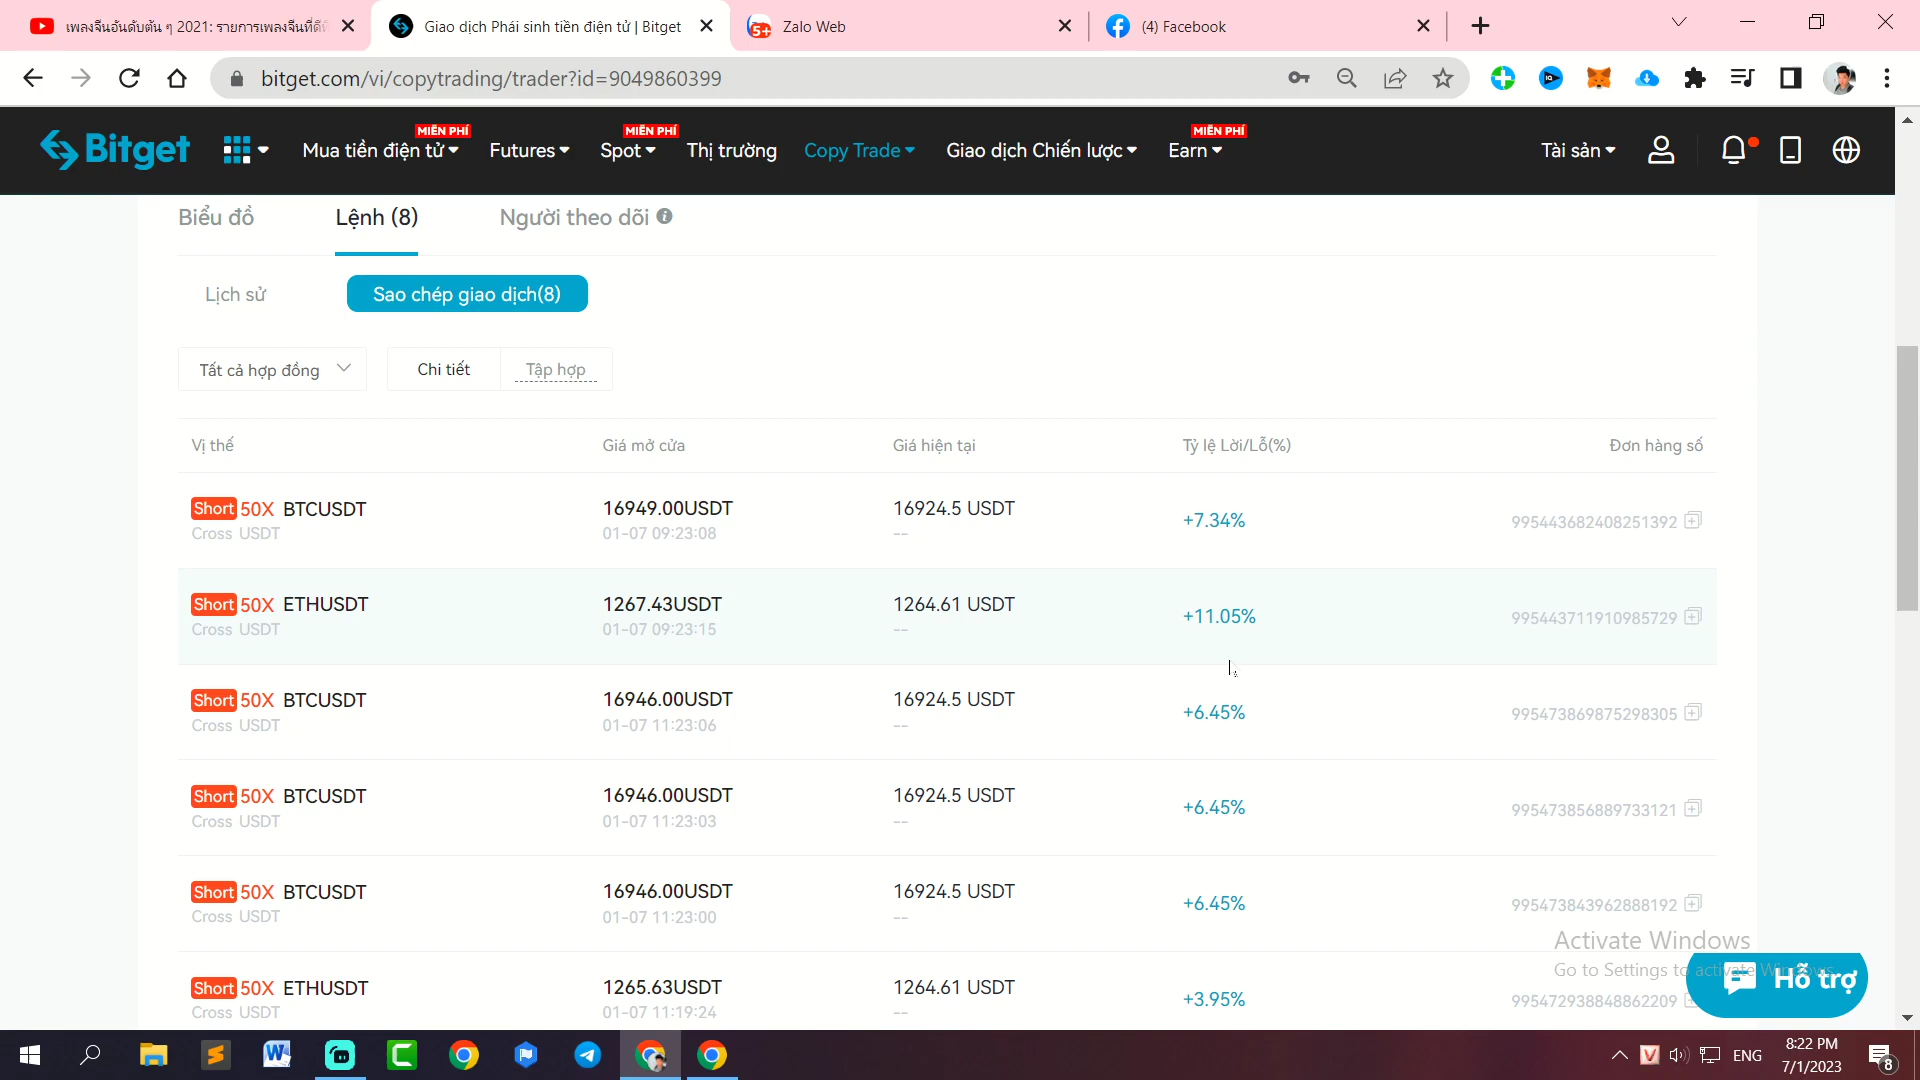 เพลงจีนอันดับต้น ๆ 2021: รายการเพลงจีนที่ดีที
Giao dịch Phái sinh tiền điện tử | Bitget
Zalo Web
(4) Facebook
bitget.com/vi/copytrading/trader?id=9049860399
Bitget
Mua tiền điện tử
MIỄN PHÍ
Futures
Spot
MIỄN PHÍ
Thị trường
Copy Trade
Giao dịch Chiến lược
Earn
MIỄN PHÍ
Tài sản
Biểu đồ
Lệnh (8)
Người theo dõi
Lịch sử
Sao chép giao dịch(8)
Tất cả hợp đồng
Chi tiết
Tập hợp
Vị thế
Giá mở cửa
Giá hiện tại
Tỷ lệ Lời/Lỗ(%)
Đơn hàng số
Short 50X BTCUSDT 16949.00USDT 16924.5 USDT +7.34% 995443682408251392
Cross USDT 01-07 09:23:08 --
Short 50X ETHUSDT 1267.43USDT 1264.61 USDT +11.05% 995443711910985729
Cross USDT 01-07 09:23:15 --
Short 50X BTCUSDT 16946.00USDT 16924.5 USDT +6.45% 995473869875298305
Cross USDT 01-07 11:23:06 --
Short 50X BTCUSDT 16946.00USDT 16924.5 USDT +6.45% 995473856889733121
Cross USDT 01-07 11:23:03 --
Short 50X BTCUSDT 16946.00USDT 16924.5 USDT +6.45% 995473843962888192
Cross USDT 01-07 11:23:00 --
Short 50X ETHUSDT 1265.63USDT 1264.61 USDT +3.95% 995472938848862209
Cross USDT 01-07 11:19:24 --
Activate Windows
Go to Settings to activate Windows.
Hỗ trợ
ENG
8:22 PM
7/1/2023
8